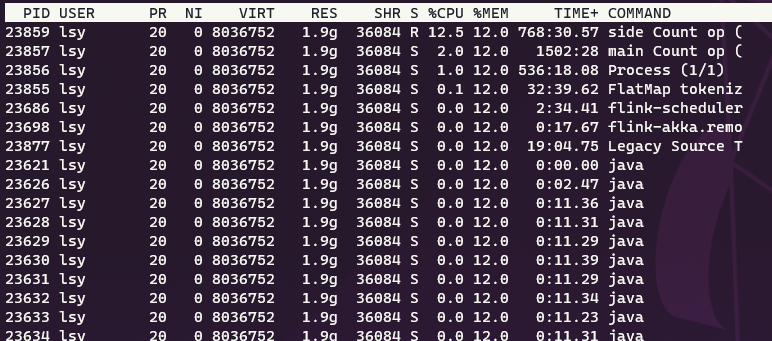 PID USER PR NI VIRT RES SHR S %CPU %MEM TIME+ COMMAND
23859 lsy 20 0 8036752 1.9g 36084 R 12.5 12.0 768:30.57 side Count op (
23857 lsy 20 0 8036752 1.9g 36084 S 2.0 12.0 1502:28 main Count op (
23856 lsy 20 0 8036752 1.9g 36084 S 1.0 12.0 536:18.08 Process (1/1)
23855 lsy 20 0 8036752 1.9g 36084 S 0.1 12.0 32:39.62 FlatMap tokeniz
23686 lsy 20 0 8036752 1.9g 36084 S 0.0 12.0 2:34.41 flink-scheduler
23698 lsy 20 0 8036752 1.9g 36084 S 0.0 12.0 0:17.67 flink-akka.remo
23877 lsy 20 0 8036752 1.9g 36084 S 0.0 12.0 19:04.75 Legacy Source T
23621 lsy 20 0 8036752 1.9g 36084 S 0.0 12.0 0:00.00 java
23626 lsy 20 0 8036752 1.9g 36084 S 0.0 12.0 0:02.47 java
23627 lsy 20 0 8036752 1.9g 36084 S 0.0 12.0 0:11.36 java
23628 lsy 20 0 8036752 1.9g 36084 S 0.0 12.0 0:11.31 java
23629 lsy 20 0 8036752 1.9g 36084 S 0.0 12.0 0:11.29 java
23630 lsy 20 0 8036752 1.9g 36084 S 0.0 12.0 0:11.39 java
23631 lsy 20 0 8036752 1.9g 36084 S 0.0 12.0 0:11.29 java
23632 lsy 20 0 8036752 1.9g 36084 S 0.0 12.0 0:11.34 java
23633 lsy 20 0 8036752 1.9g 36084 S 0.0 12.0 0:11.23 java
23634 lsy 20 0 8036752 1.9g 36084 S 0.0 12.0 0:11.31 java